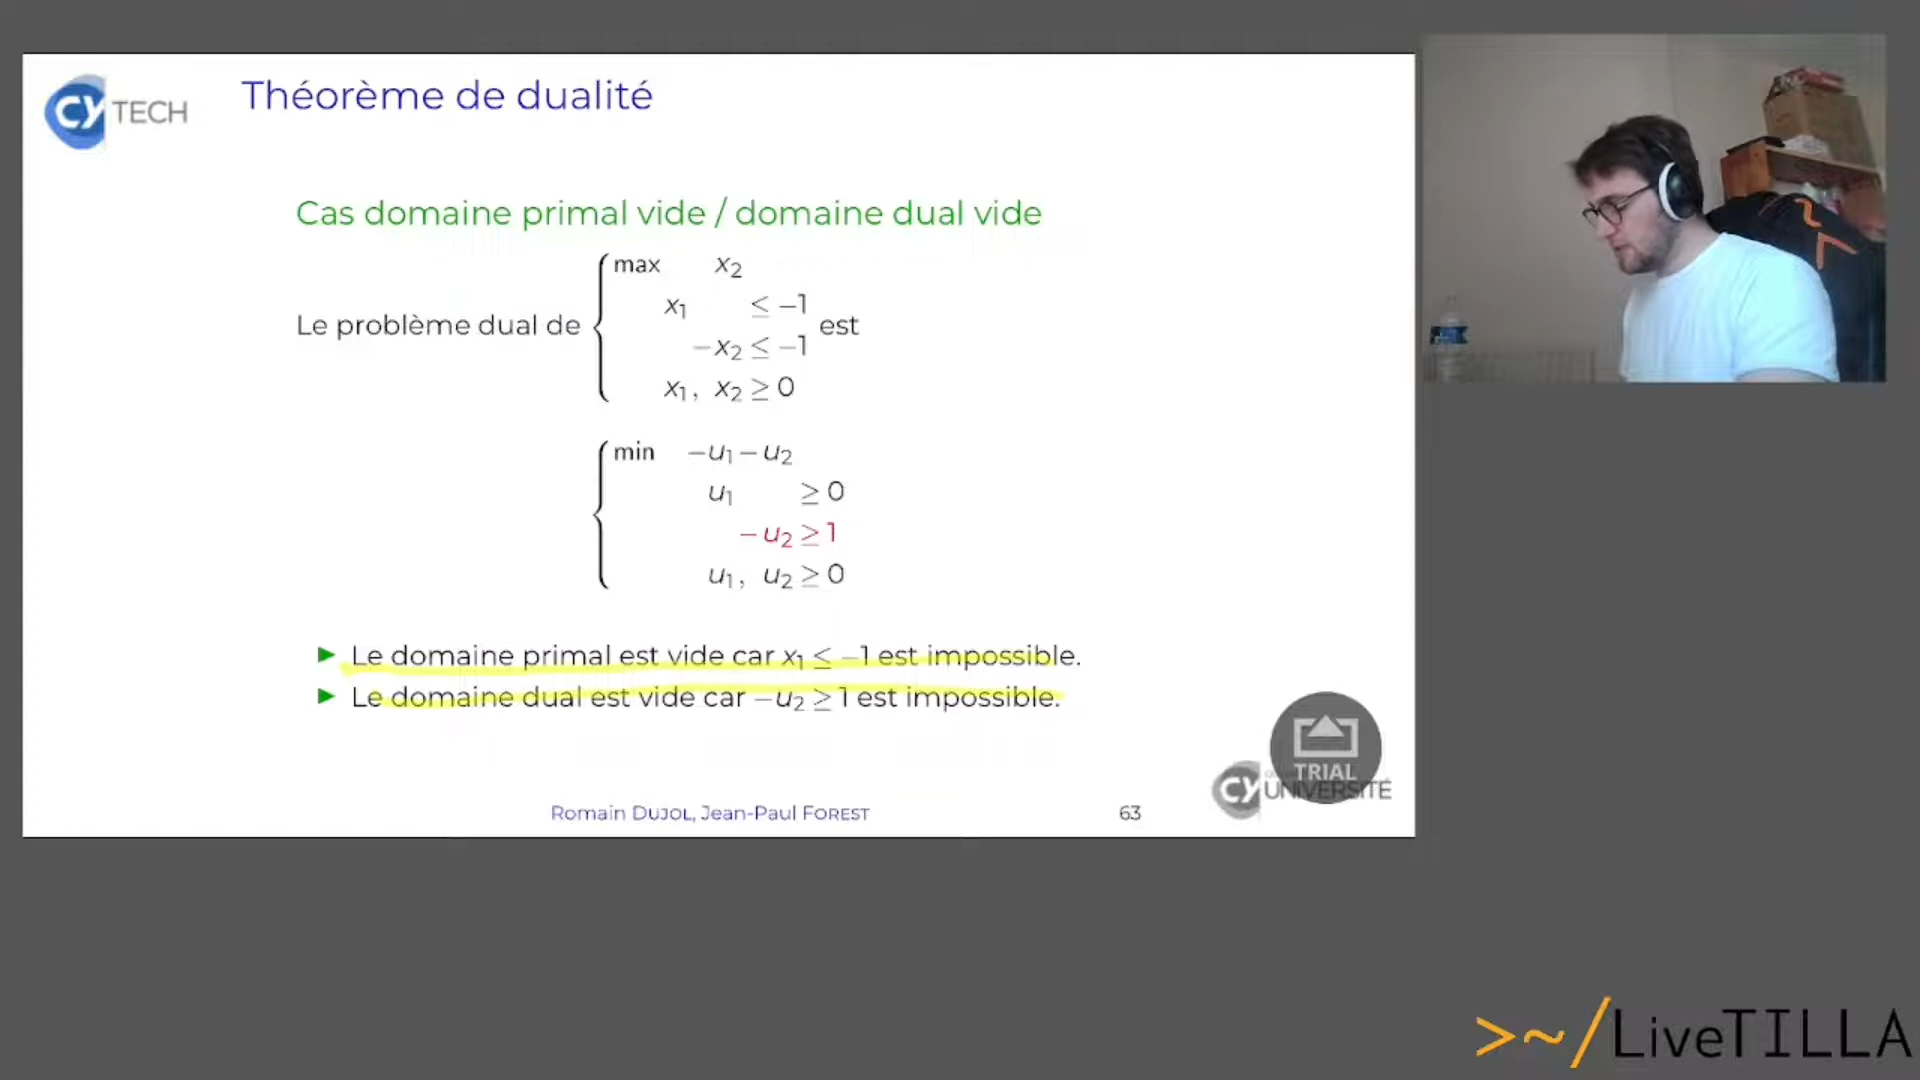 CY TECH
Théorème de dualité
Cas domaine primal vide / domaine dual vide
max x₂
x₁ ≤ −1
Le problème dual de
est
−x₂ ≤ −1
x₁, x₂ ≥ 0
min −u₁ − u₂
u₁ ≥ 0
−u₂ ≥ 1
u₁, u₂ ≥ 0
► Le domaine primal est vide car x₁ ≤ −1 est impossible.
► Le domaine dual est vide car −u₂ ≥ 1 est impossible.
TRIAL
CY UNIVERSITÉ
Romain DUJOL, Jean-Paul FOREST
63
>~/LiveTILLA